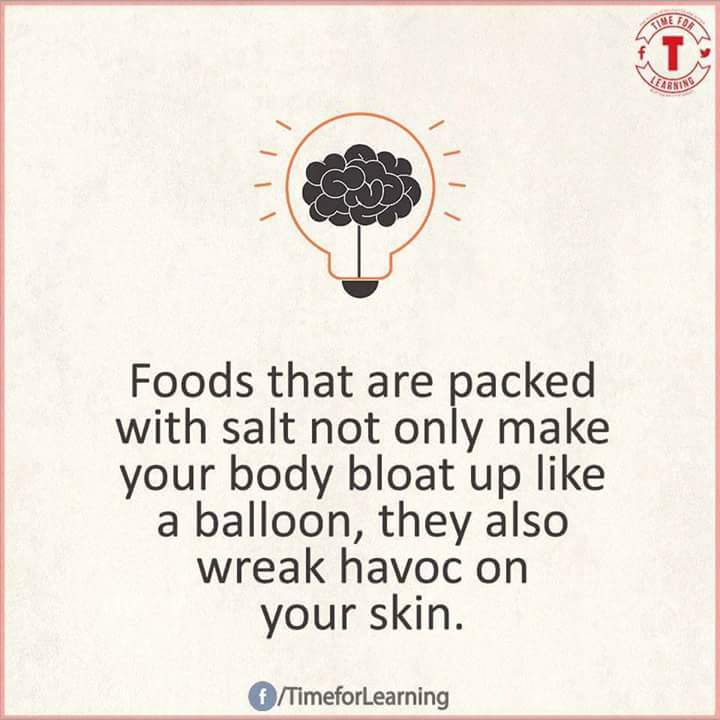 TIME FOR
f T
LEARNING
Foods that are packed
with salt not only make
your body bloat up like
a balloon, they also
wreak havoc on
your skin.
f/TimeforLearning